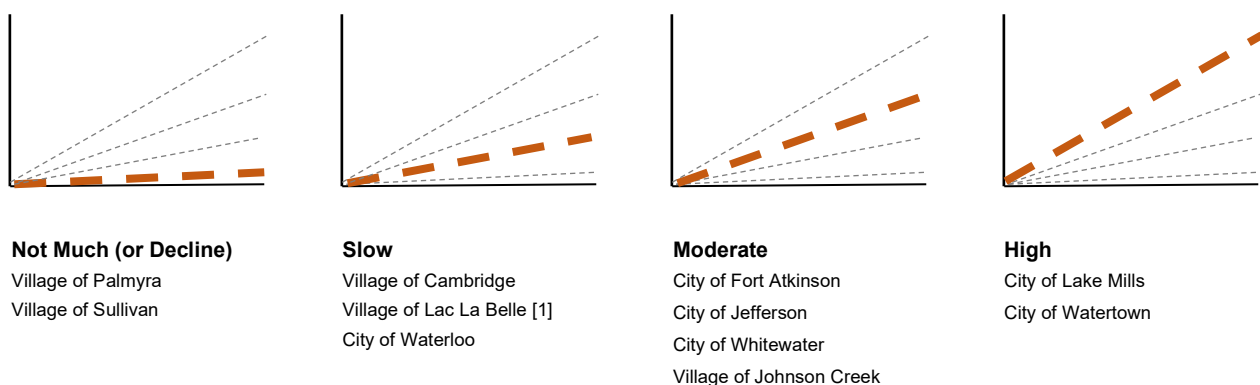 Not Much (or Decline)
Village of Palmyra
Village of Sullivan
Slow
Village of Cambridge
Village of Lac La Belle [1]
City of Waterloo
Moderate
City of Fort Atkinson
City of Jefferson
City of Whitewater
Village of Johnson Creek
High
City of Lake Mills
City of Watertown